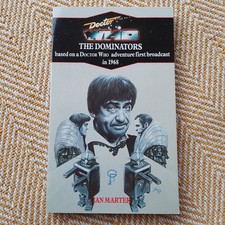 Doctor
WHO
THE DOMINATORS
based on a DOCTOR WHO adventure first broadcast
in 1968
IAN MARTER